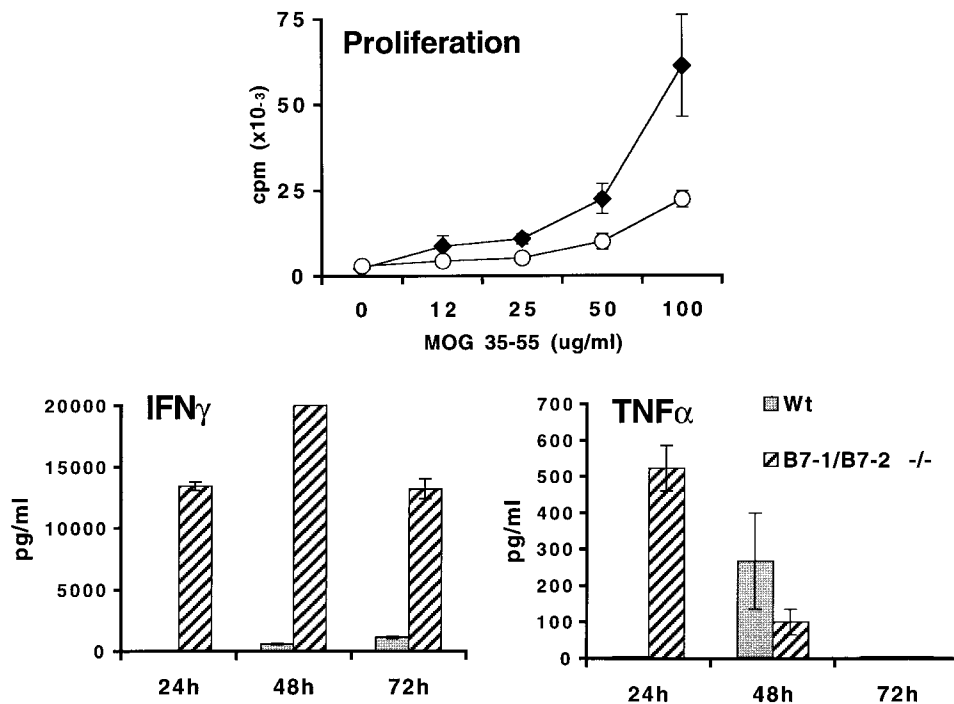 Proliferation
75
50
25
0
cpm (x10-3)
0 12 25 50 100
MOG 35-55 (ug/ml)
IFNγ
20000
15000
10000
5000
0
pg/ml
24h 48h 72h
TNFα
700
600
500
400
300
200
100
0
pg/ml
24h 48h 72h
Wt
B7-1/B7-2 -/-